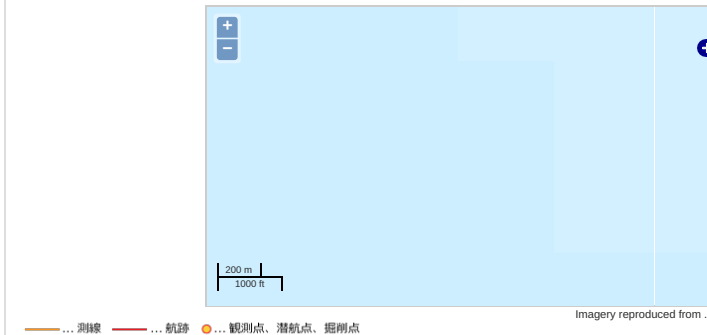 +
−
200 m
1000 ft
Imagery reproduced from .
... 測線 ... 航跡 ... 観測点、潜航点、掘削点